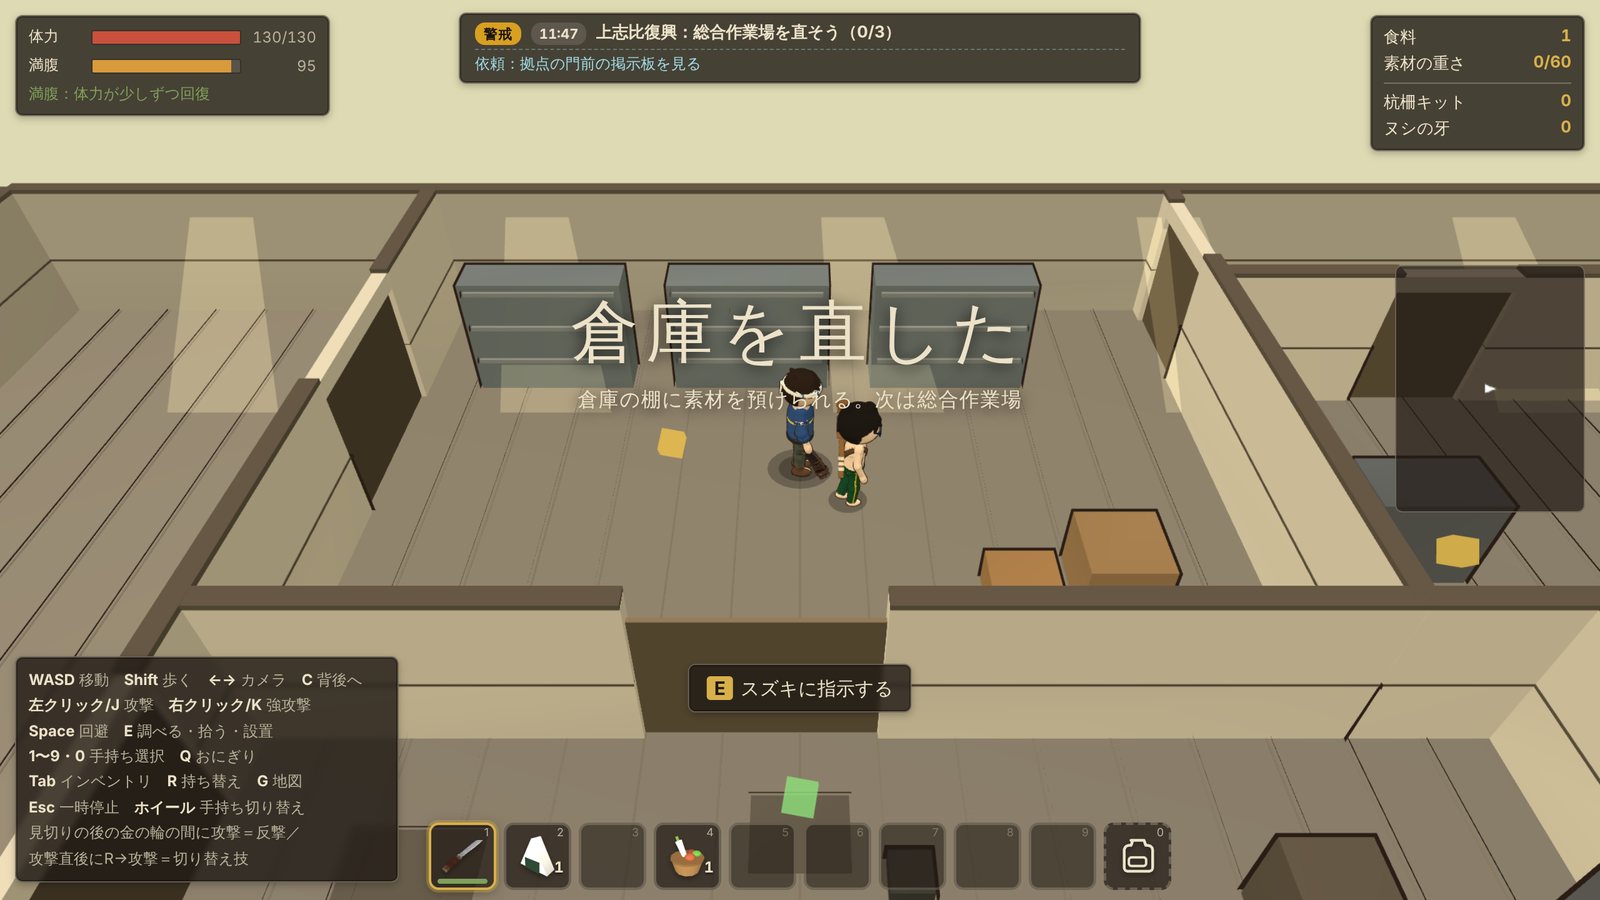 体力 130/130
満腹 95
満腹：体力が少しずつ回復
警戒 11:47 上志比復興：総合作業場を直そう（0/3）
依頼：拠点の門前の掲示板を見る
食料 1
素材の重さ 0/60
杭柵キット 0
ヌシの牙 0
倉庫を直した
倉庫の棚に素材を預けられる。次は総合作業場
E スズキに指示する
WASD 移動 Shift 歩く ←→ カメラ C 背後へ
左クリック/J 攻撃 右クリック/K 強攻撃
Space 回避 E 調べる・拾う・設置
1〜9・0 手持ち選択 Q おにぎり
Tab インベントリ R 持ち替え G 地図
Esc 一時停止 ホイール 手持ち切り替え
見切りの後の金の輪の間に攻撃＝反撃／
攻撃直後にR→攻撃＝切り替え技
1 2 3 4 5 6 7 8 9 0
1 1